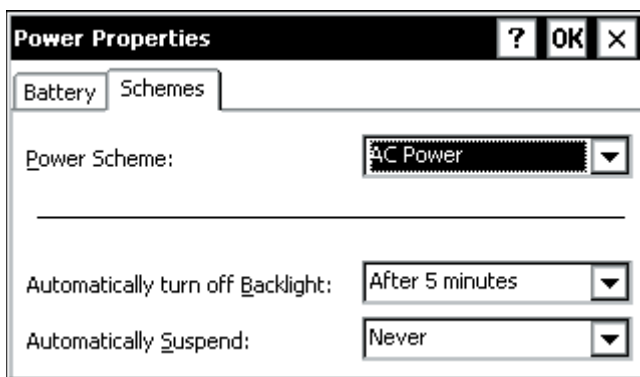 Power Properties ? OK ×
Battery Schemes
Power Scheme: AC Power
Automatically turn off Backlight: After 5 minutes
Automatically Suspend: Never